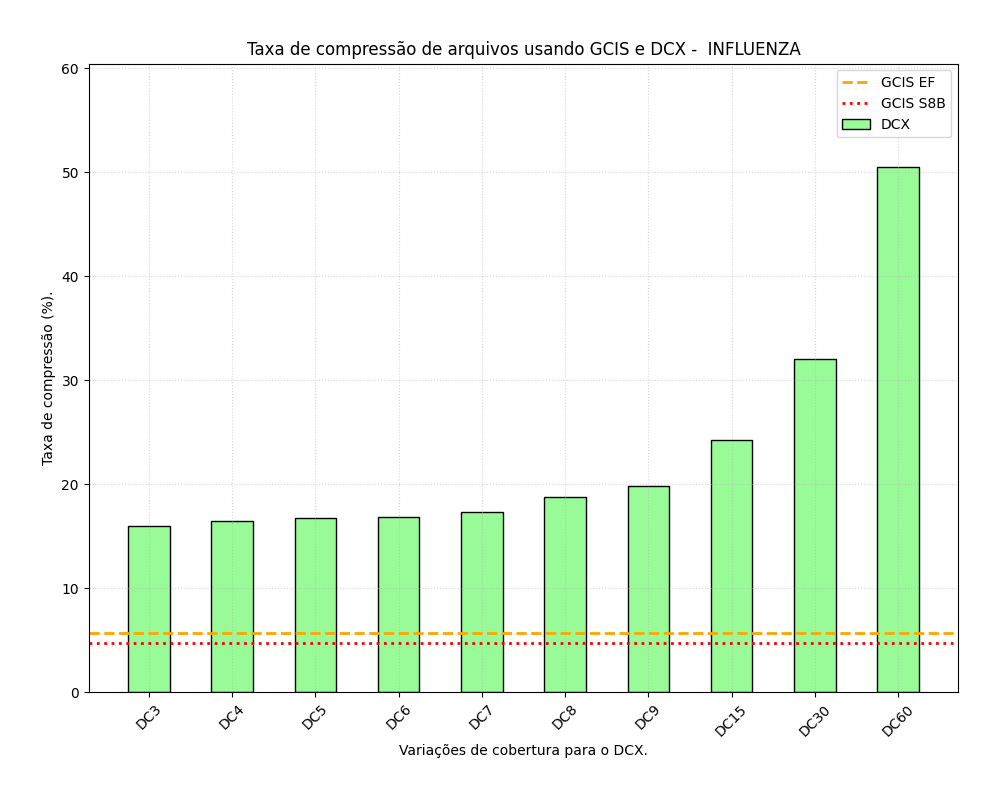 Taxa de compressão de arquivos usando GCIS e DCX -  INFLUENZA
GCIS EF
GCIS S8B
DCX
Taxa de compressão (%).
60
50
40
30
20
10
0
DC3
DC4
DC5
DC6
DC7
DC8
DC9
DC15
DC30
DC60
Variações de cobertura para o DCX.